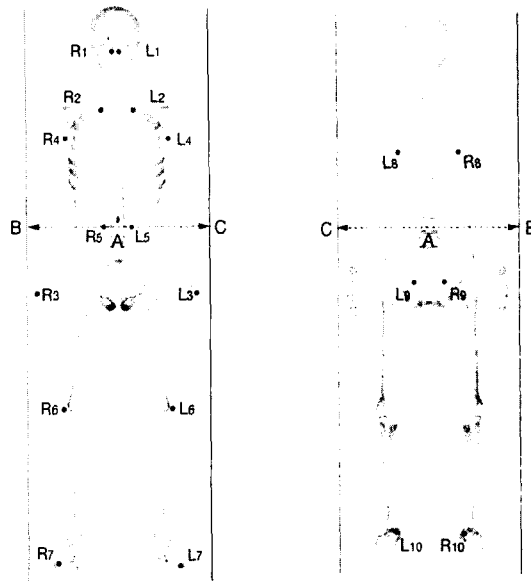 R1 L1
R2 L2
R4 L4
L8 R8
B R5 A L5 C
C A B
L9 R9
R3 L3
R6 L6
L10 R10
R7 L7